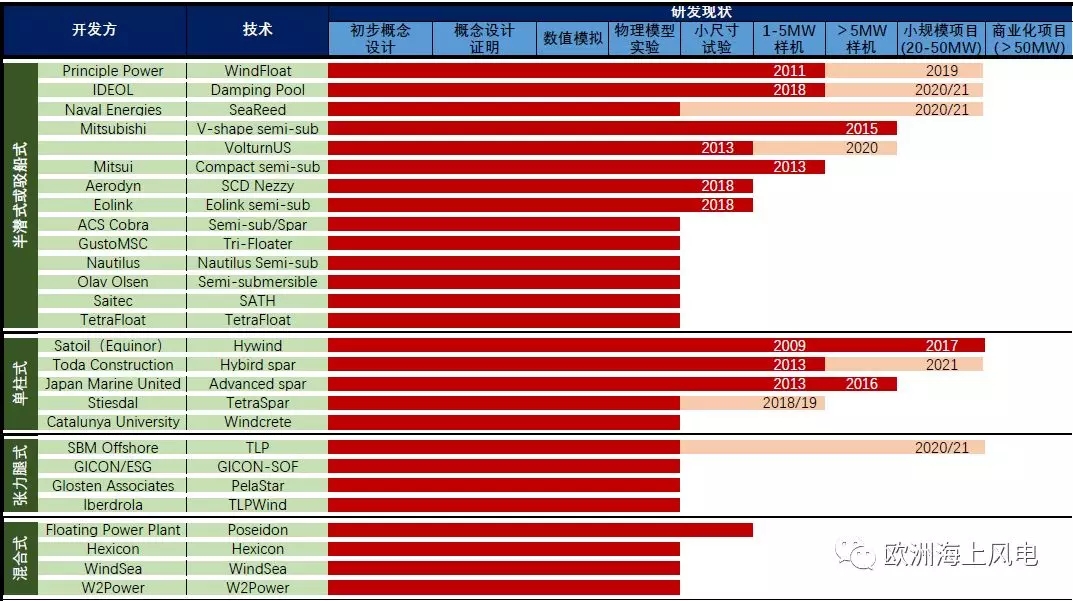 开发方 技术 研发现状
初步概念设计 概念设计证明 数值模拟 物理模型实验 小尺寸试验 1-5MW样机 ＞5MW样机 小规模项目(20-50MW) 商业化项目(＞50MW)
半潜式或驳船式
Principle Power WindFloat 2011 2019
IDEOL Damping Pool 2018 2020/21
Naval Energies SeaReed 2020/21
Mitsubishi V-shape semi-sub 2015
VolturnUS 2013 2020
Mitsui Compact semi-sub 2013
Aerodyn SCD Nezzy 2018
Eolink Eolink semi-sub 2018
ACS Cobra Semi-sub/Spar
GustoMSC Tri-Floater
Nautilus Nautilus Semi-sub
Olav Olsen Semi-submersible
Saitec SATH
TetraFloat TetraFloat
单柱式
Satoil（Equinor） Hywind 2009 2017
Toda Construction Hybird spar 2013 2021
Japan Marine United Advanced spar 2013 2016
Stiesdal TetraSpar 2018/19
Catalunya University Windcrete
张力腿式
SBM Offshore TLP 2020/21
GICON/ESG GICON-SOF
Glosten Associates PelaStar
Iberdrola TLPWind
混合式
Floating Power Plant Poseidon
Hexicon Hexicon
WindSea WindSea
W2Power W2Power
欧洲海上风电